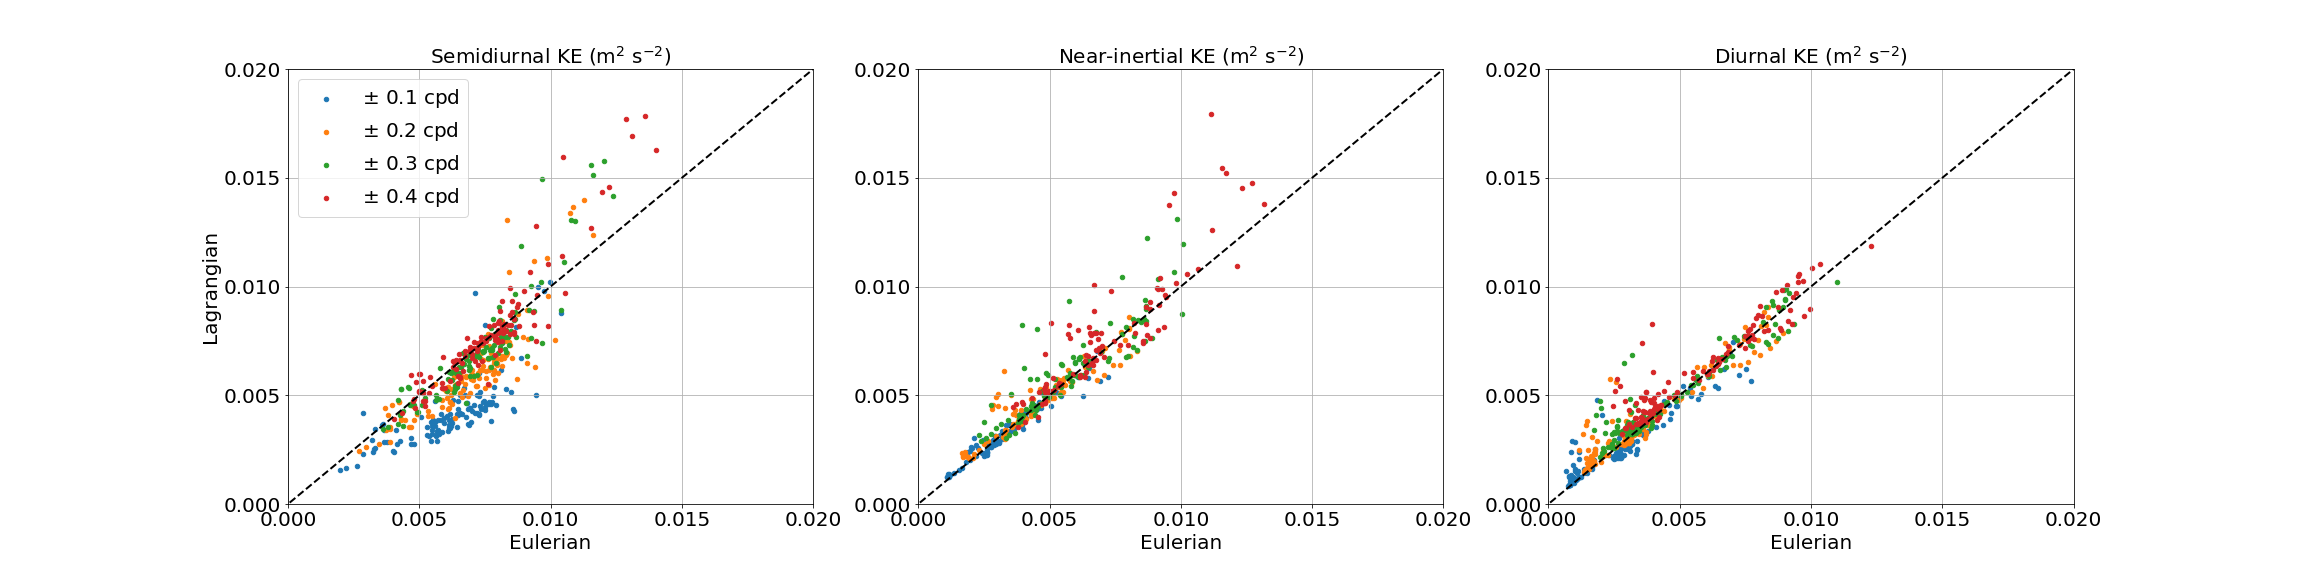 Semidiurnal KE (m² s⁻²)
0.020
0.015
0.010
0.005
0.000
Lagrangian
± 0.1 cpd
± 0.2 cpd
± 0.3 cpd
± 0.4 cpd
0.000 0.005 0.010 0.015 0.020
Eulerian
Near-inertial KE (m² s⁻²)
0.020
0.015
0.010
0.005
0.000
0.000 0.005 0.010 0.015 0.020
Eulerian
Diurnal KE (m² s⁻²)
0.020
0.015
0.010
0.005
0.000
0.000 0.005 0.010 0.015 0.020
Eulerian